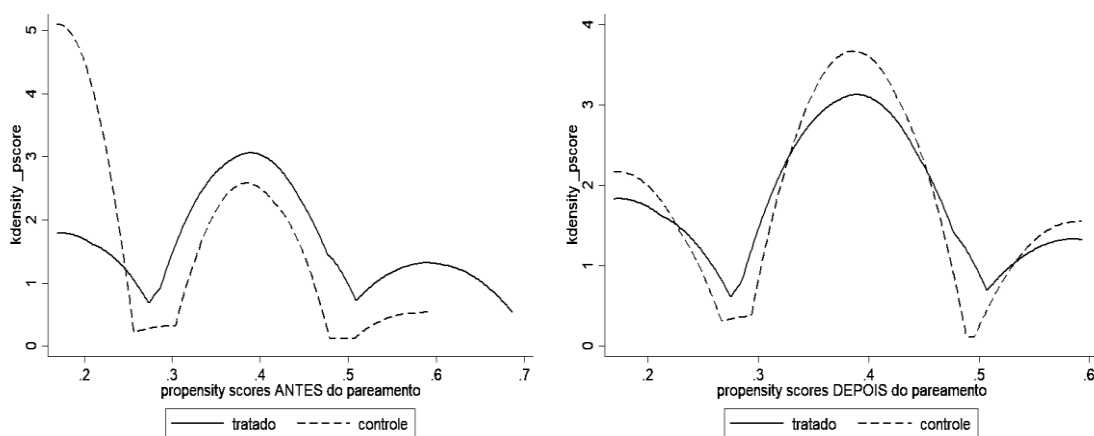 kdensity _pscore
5
4
3
2
1
0
.2 .3 .4 .5 .6 .7
propensity scores ANTES do pareamento
tratado controle
kdensity _pscore
4
3
2
1
0
.2 .3 .4 .5 .6
propensity scores DEPOIS do pareamento
tratado controle